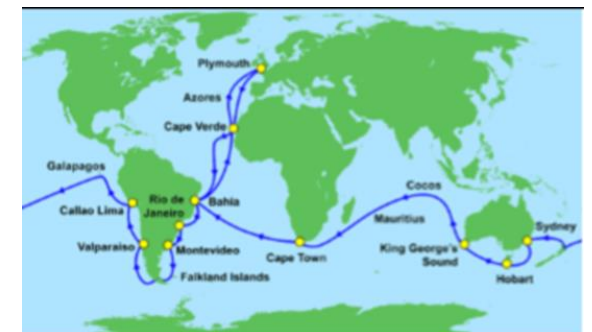 Plymouth
Azores
Cape Verde
Galapagos
Cocos
Rio de
Janeiro
Bahia
Callao Lima
Mauritius
Sydney
Valparaiso
Montevideo
King George's
Sound
Cape Town
Falkland Islands
Hobart